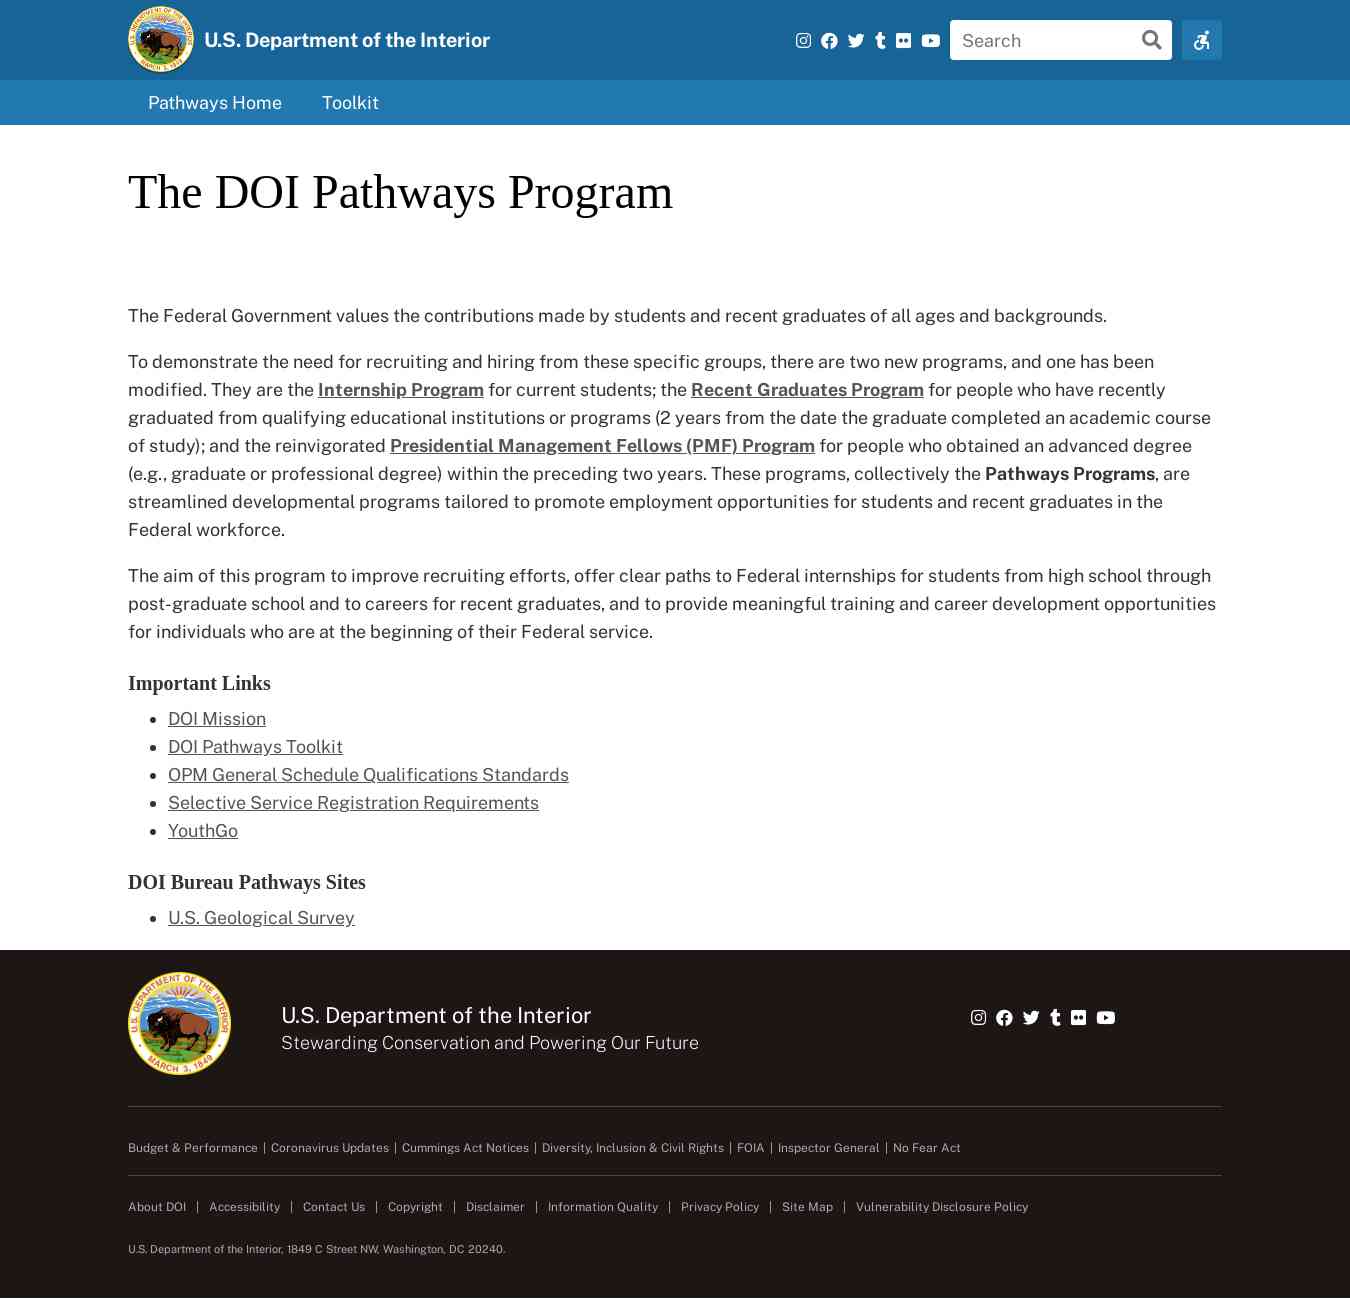 U.S. Department of the Interior
Search
Pathways Home Toolkit
The DOI Pathways Program
The Federal Government values the contributions made by students and recent graduates of all ages and backgrounds.
To demonstrate the need for recruiting and hiring from these specific groups, there are two new programs, and one has been
modified. They are the Internship Program for current students; the Recent Graduates Program for people who have recently
graduated from qualifying educational institutions or programs (2 years from the date the graduate completed an academic course
of study); and the reinvigorated Presidential Management Fellows (PMF) Program for people who obtained an advanced degree
(e.g., graduate or professional degree) within the preceding two years. These programs, collectively the Pathways Programs, are
streamlined developmental programs tailored to promote employment opportunities for students and recent graduates in the
Federal workforce.
The aim of this program to improve recruiting efforts, offer clear paths to Federal internships for students from high school through
post-graduate school and to careers for recent graduates, and to provide meaningful training and career development opportunities
for individuals who are at the beginning of their Federal service.
Important Links
DOI Mission
DOI Pathways Toolkit
OPM General Schedule Qualifications Standards
Selective Service Registration Requirements
YouthGo
DOI Bureau Pathways Sites
U.S. Geological Survey
U.S. DEPARTMENT OF THE INTERIOR
MARCH 3, 1849
U.S. Department of the Interior
Stewarding Conservation and Powering Our Future
Budget & Performance | Coronavirus Updates | Cummings Act Notices | Diversity, Inclusion & Civil Rights | FOIA | Inspector General | No Fear Act
About DOI | Accessibility | Contact Us | Copyright | Disclaimer | Information Quality | Privacy Policy | Site Map | Vulnerability Disclosure Policy
U.S. Department of the Interior, 1849 C Street NW, Washington, DC 20240.